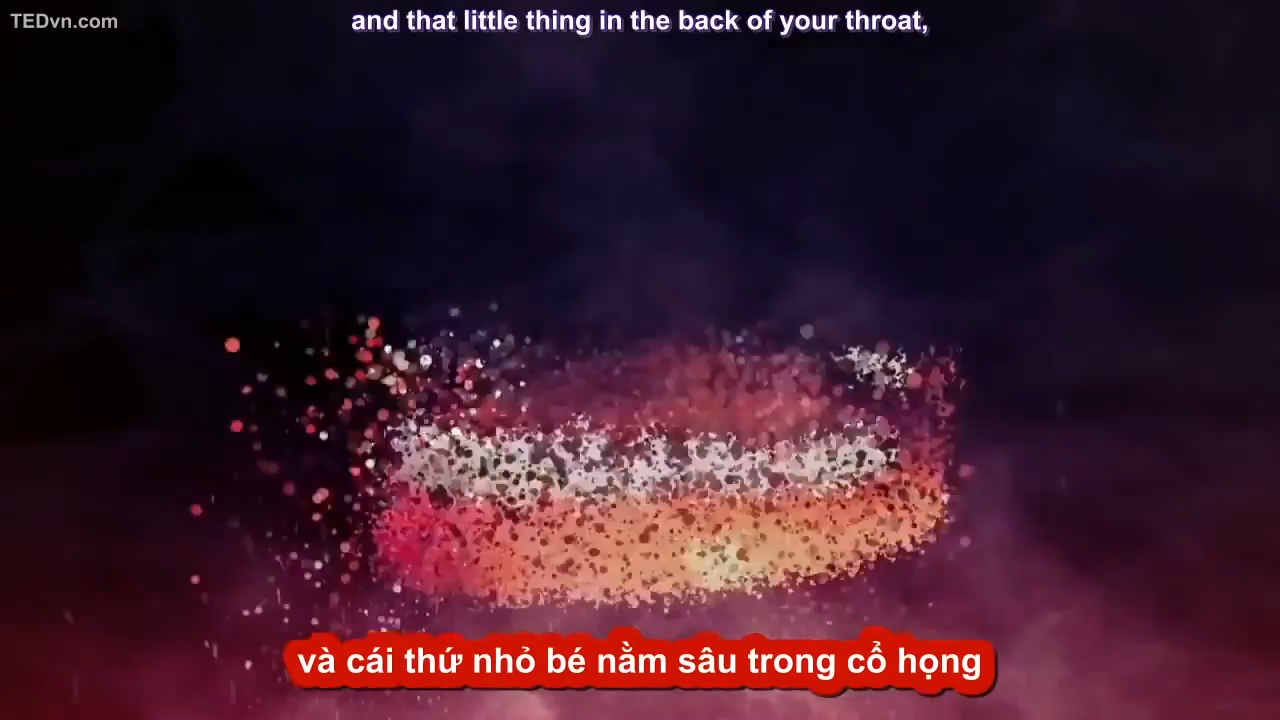 TEDvn.com
and that little thing in the back of your throat,
và cái thứ nhỏ bé nằm sâu trong cổ họng